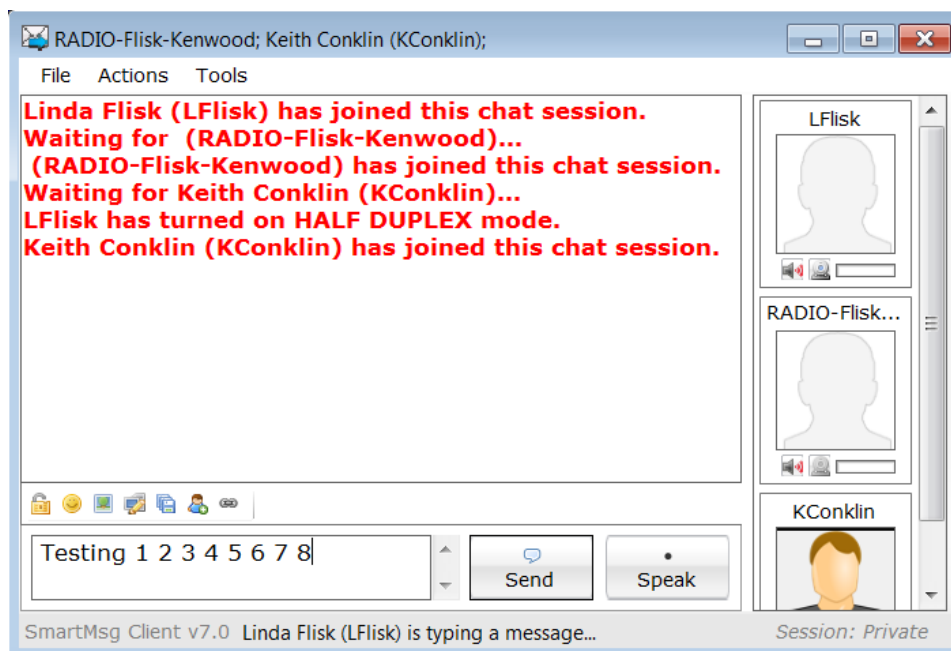 RADIO-Flisk-Kenwood; Keith Conklin (KConklin);
File Actions Tools
Linda Flisk (LFlisk) has joined this chat session.
Waiting for  (RADIO-Flisk-Kenwood)...
(RADIO-Flisk-Kenwood) has joined this chat session.
Waiting for Keith Conklin (KConklin)...
LFlisk has turned on HALF DUPLEX mode.
Keith Conklin (KConklin) has joined this chat session.
LFlisk
RADIO-Flisk...
KConklin
Testing 1 2 3 4 5 6 7 8
Send
Speak
SmartMsg Client v7.0 Linda Flisk (LFlisk) is typing a message... Session: Private